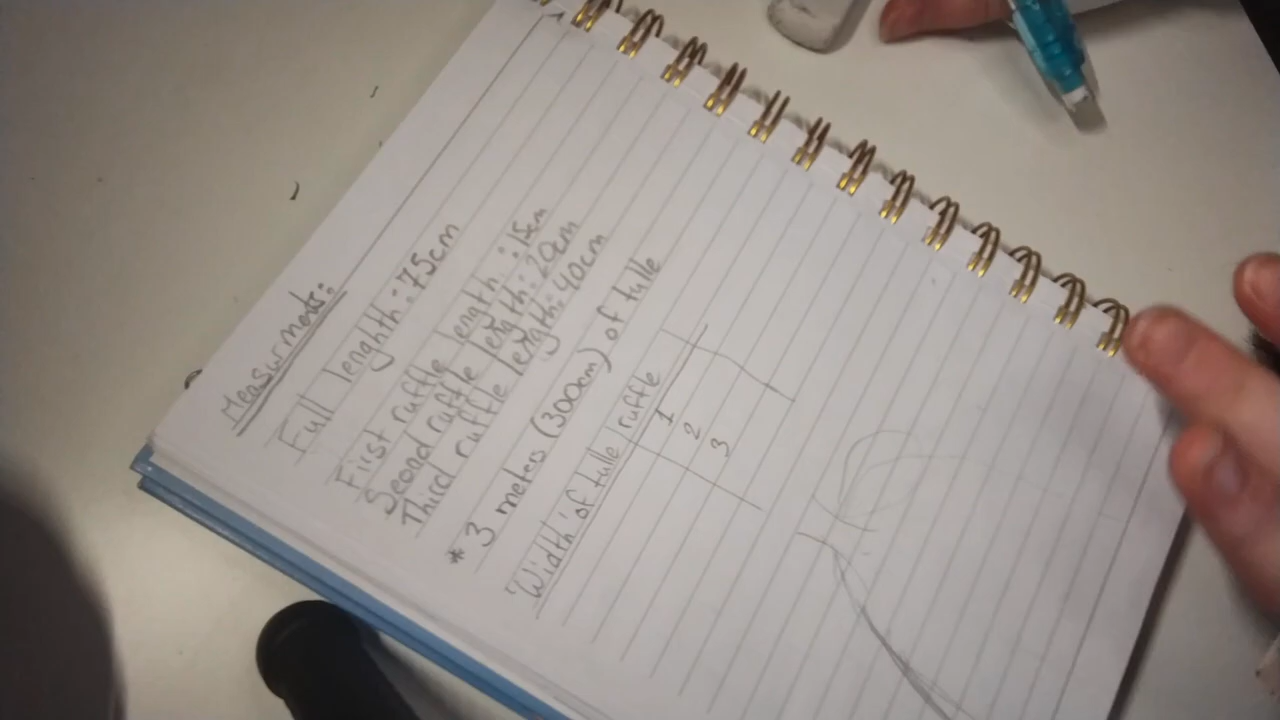 Measurments:
Full lenghth: 75cm
First ruffle length: 15cm
Second ruffle length: 20cm
Third ruffle length: 40cm
* 3 meters (300cm) of tulle
"Width" of tulle | ruffle
1
2
3